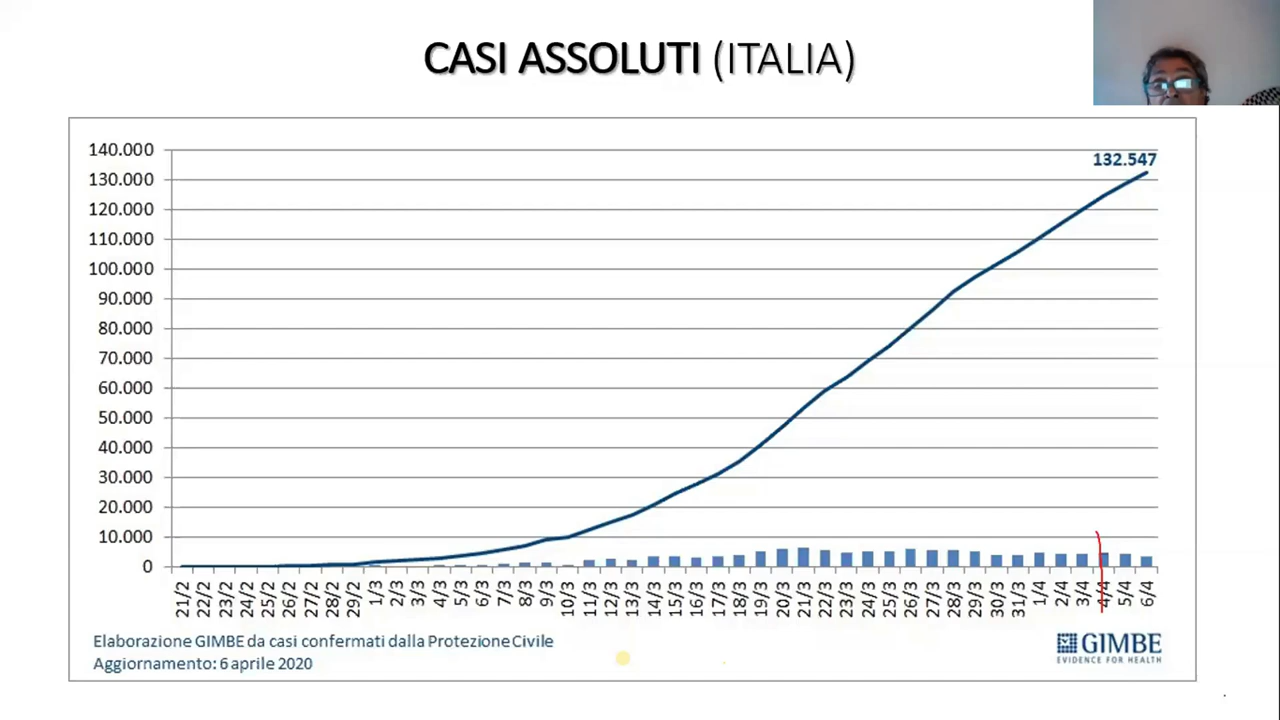 CASI ASSOLUTI (ITALIA)
132.547
140.000
130.000
120.000
110.000
100.000
90.000
80.000
70.000
60.000
50.000
40.000
30.000
20.000
10.000
0
21/2 22/2 23/2 24/2 25/2 26/2 27/2 28/2 29/2 1/3 2/3 3/3 4/3 5/3 6/3 7/3 8/3 9/3 10/3 11/3 12/3 13/3 14/3 15/3 16/3 17/3 18/3 19/3 20/3 21/3 22/3 23/3 24/3 25/3 26/3 27/3 28/3 29/3 30/3 31/3 1/4 2/4 3/4 4/4 5/4 6/4
Elaborazione GIMBE da casi confermati dalla Protezione Civile
Aggiornamento: 6 aprile 2020
GIMBE
EVIDENCE FOR HEALTH